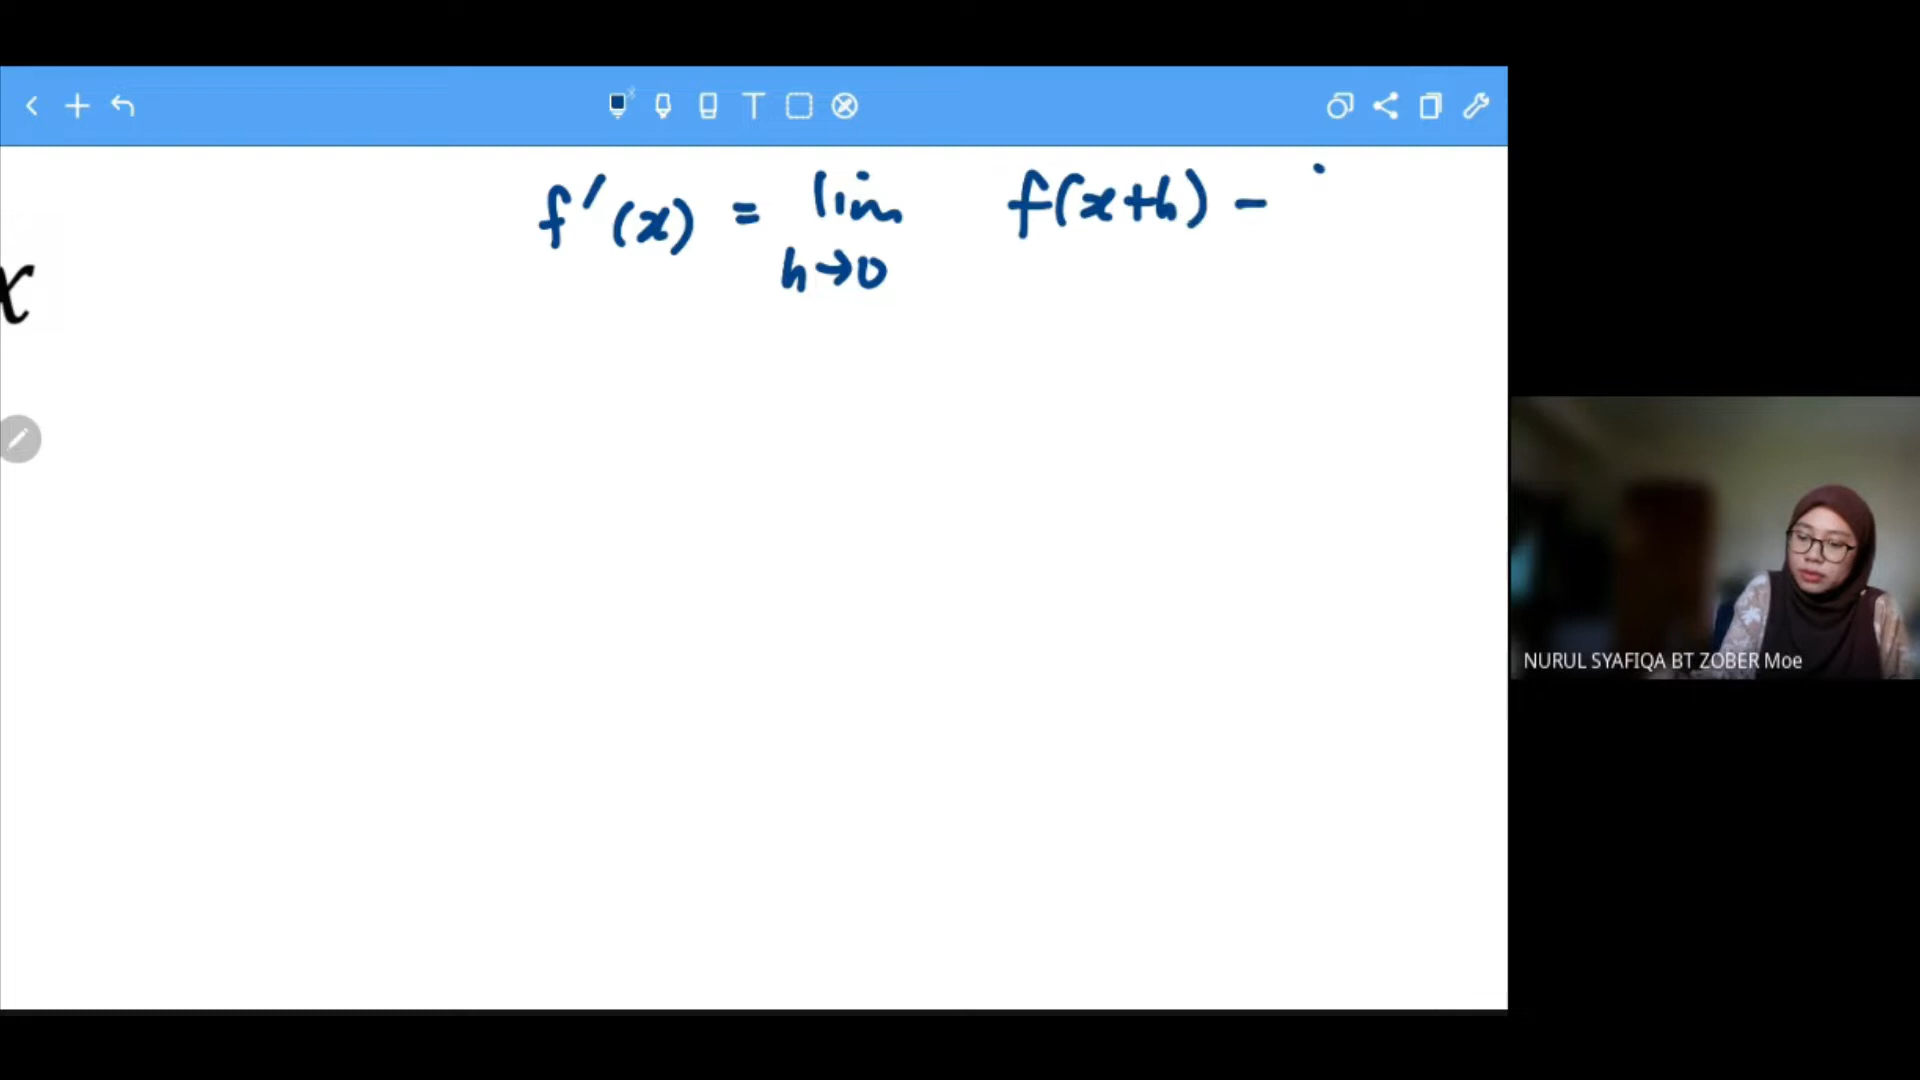 f'(x) = lim f(x+h) -
h→0
x
NURUL SYAFIQA BT ZOBER Moe